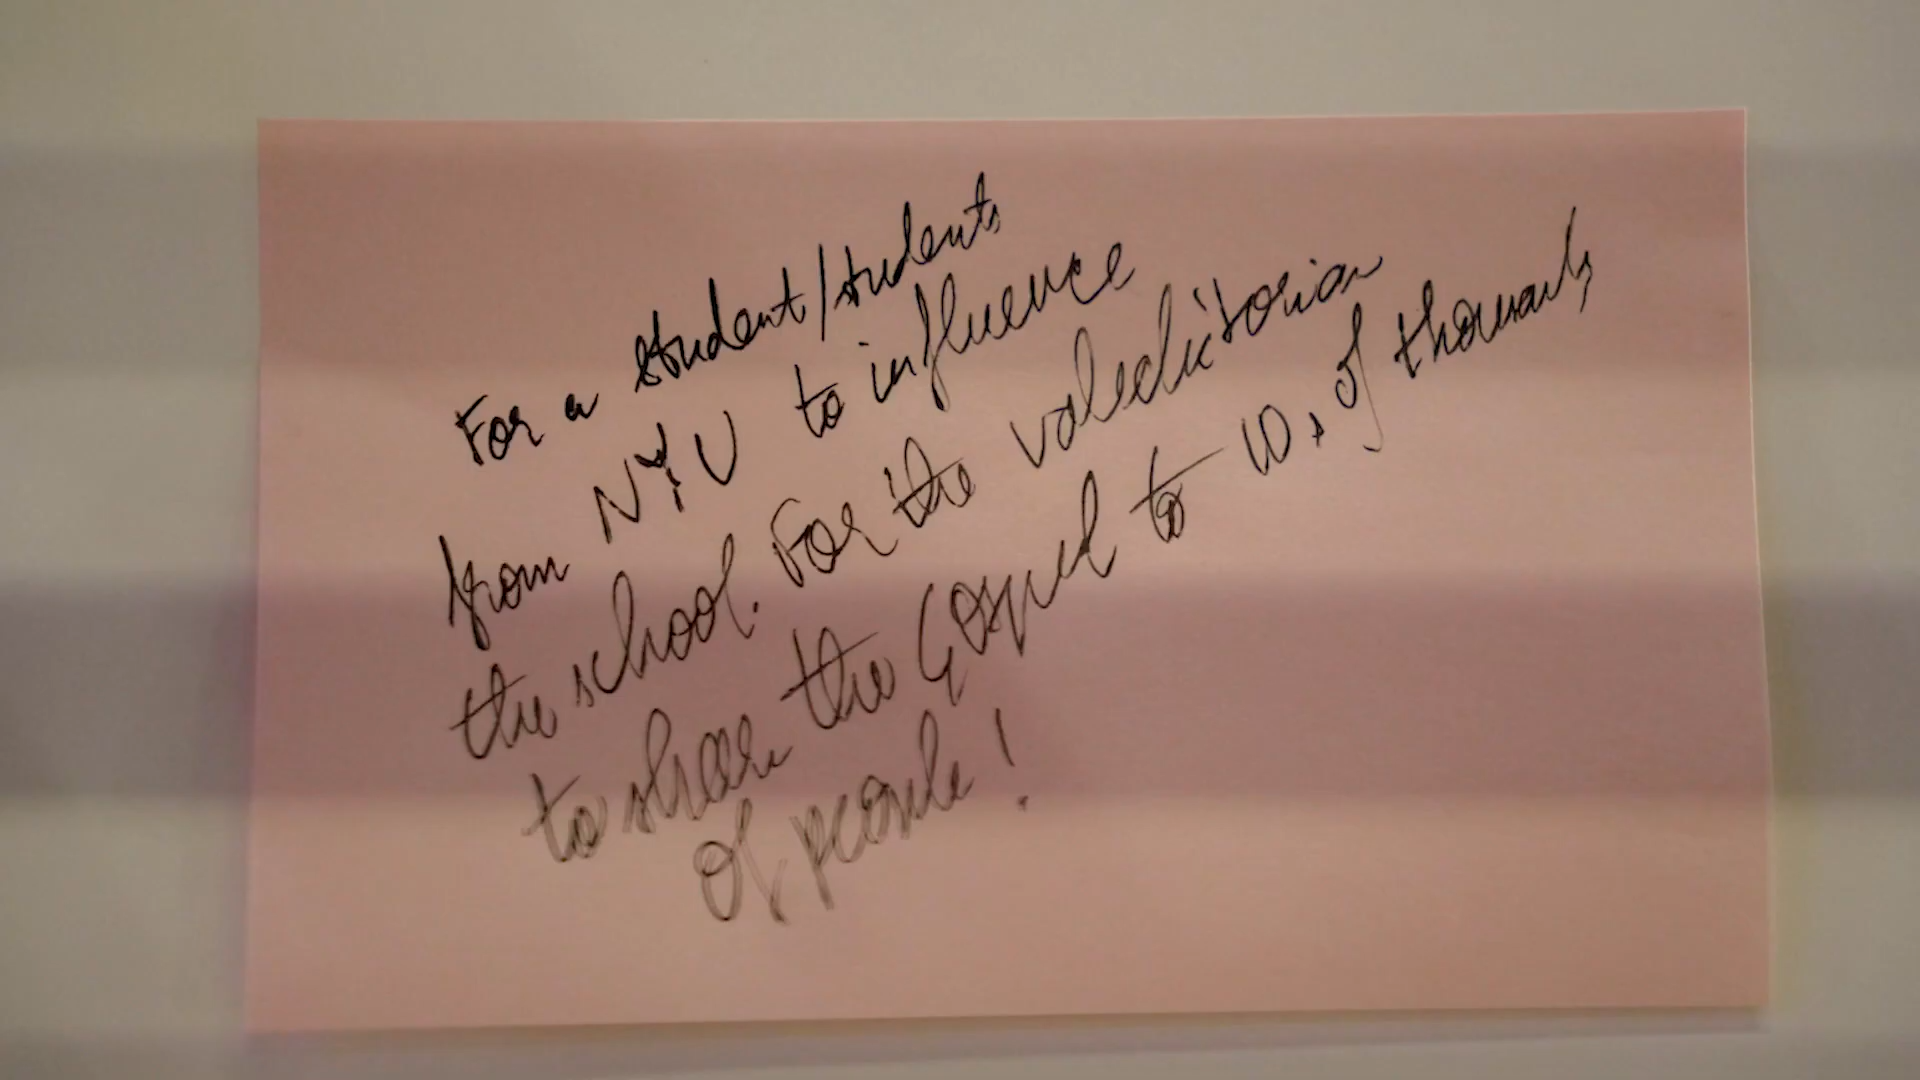 For a student/students
from NYU to influence
the school. For the valedictorian
to share the Gospel to 10s of thousands
of people!